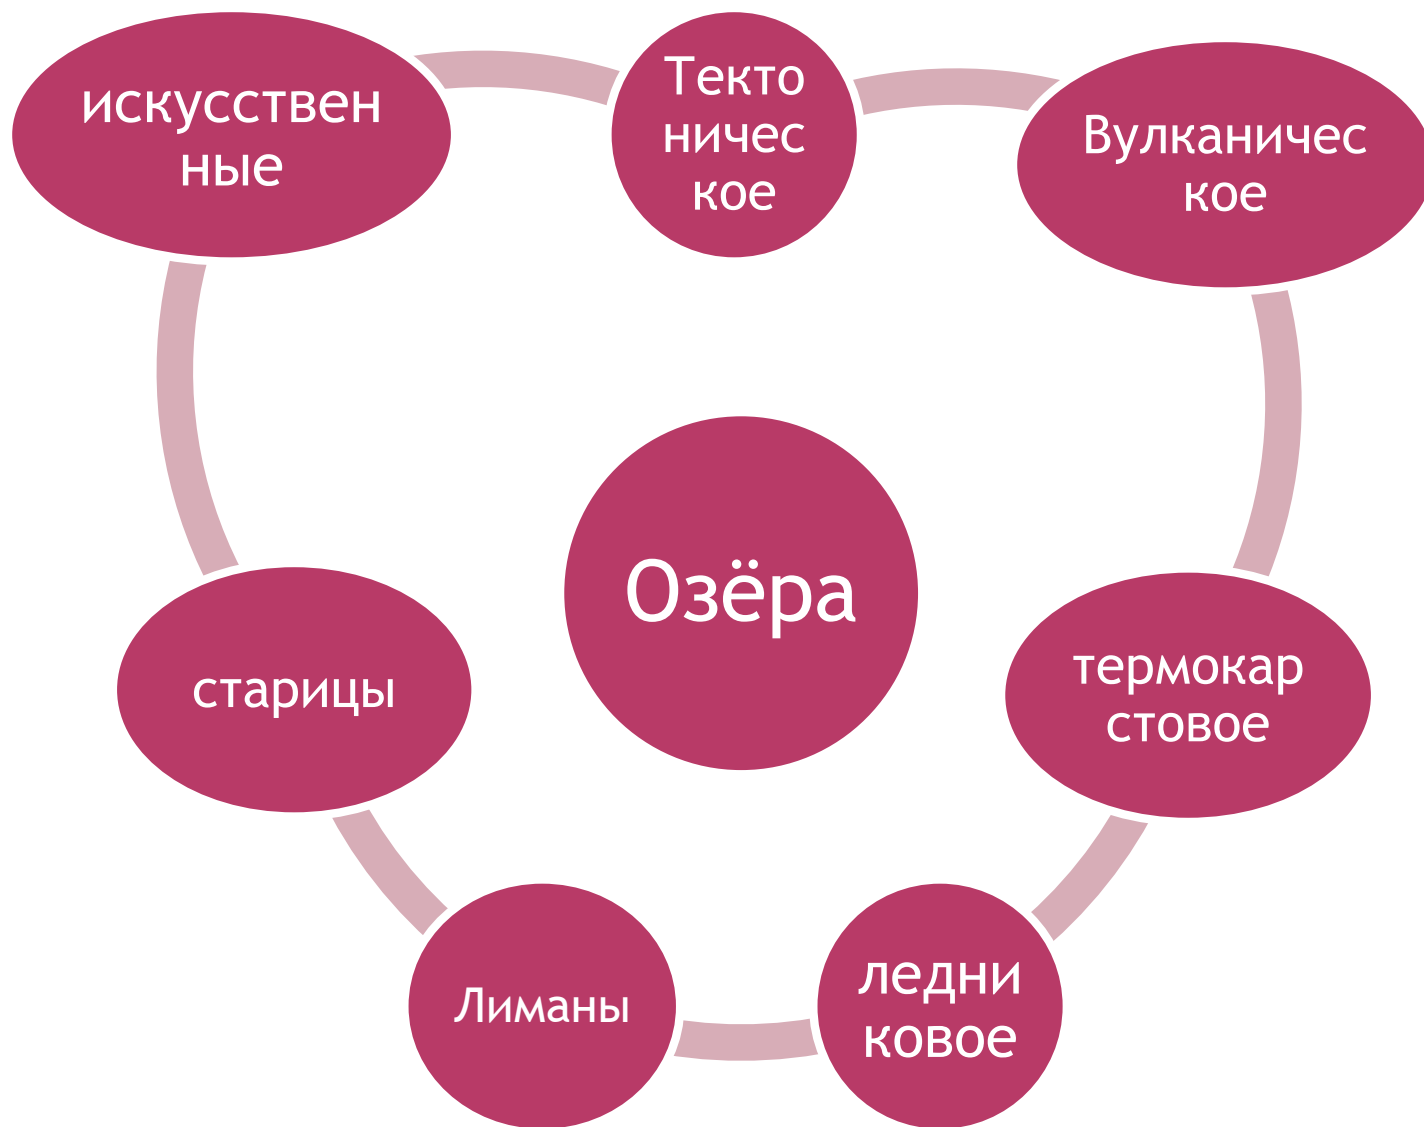 искусствен
ные
Текто
ничес
кое
Вулканичес
кое
Озёра
старицы
термокар
стовое
Лиманы
ледни
ковое